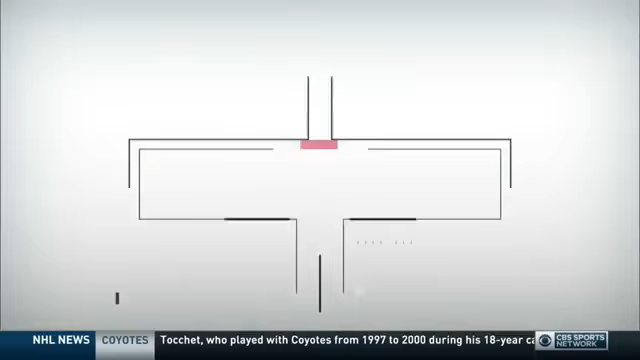 NHL NEWS
COYOTES
Tocchet, who played with Coyotes from 1997 to 2000 during his 18-year
CBS SPORTS
NETWORK